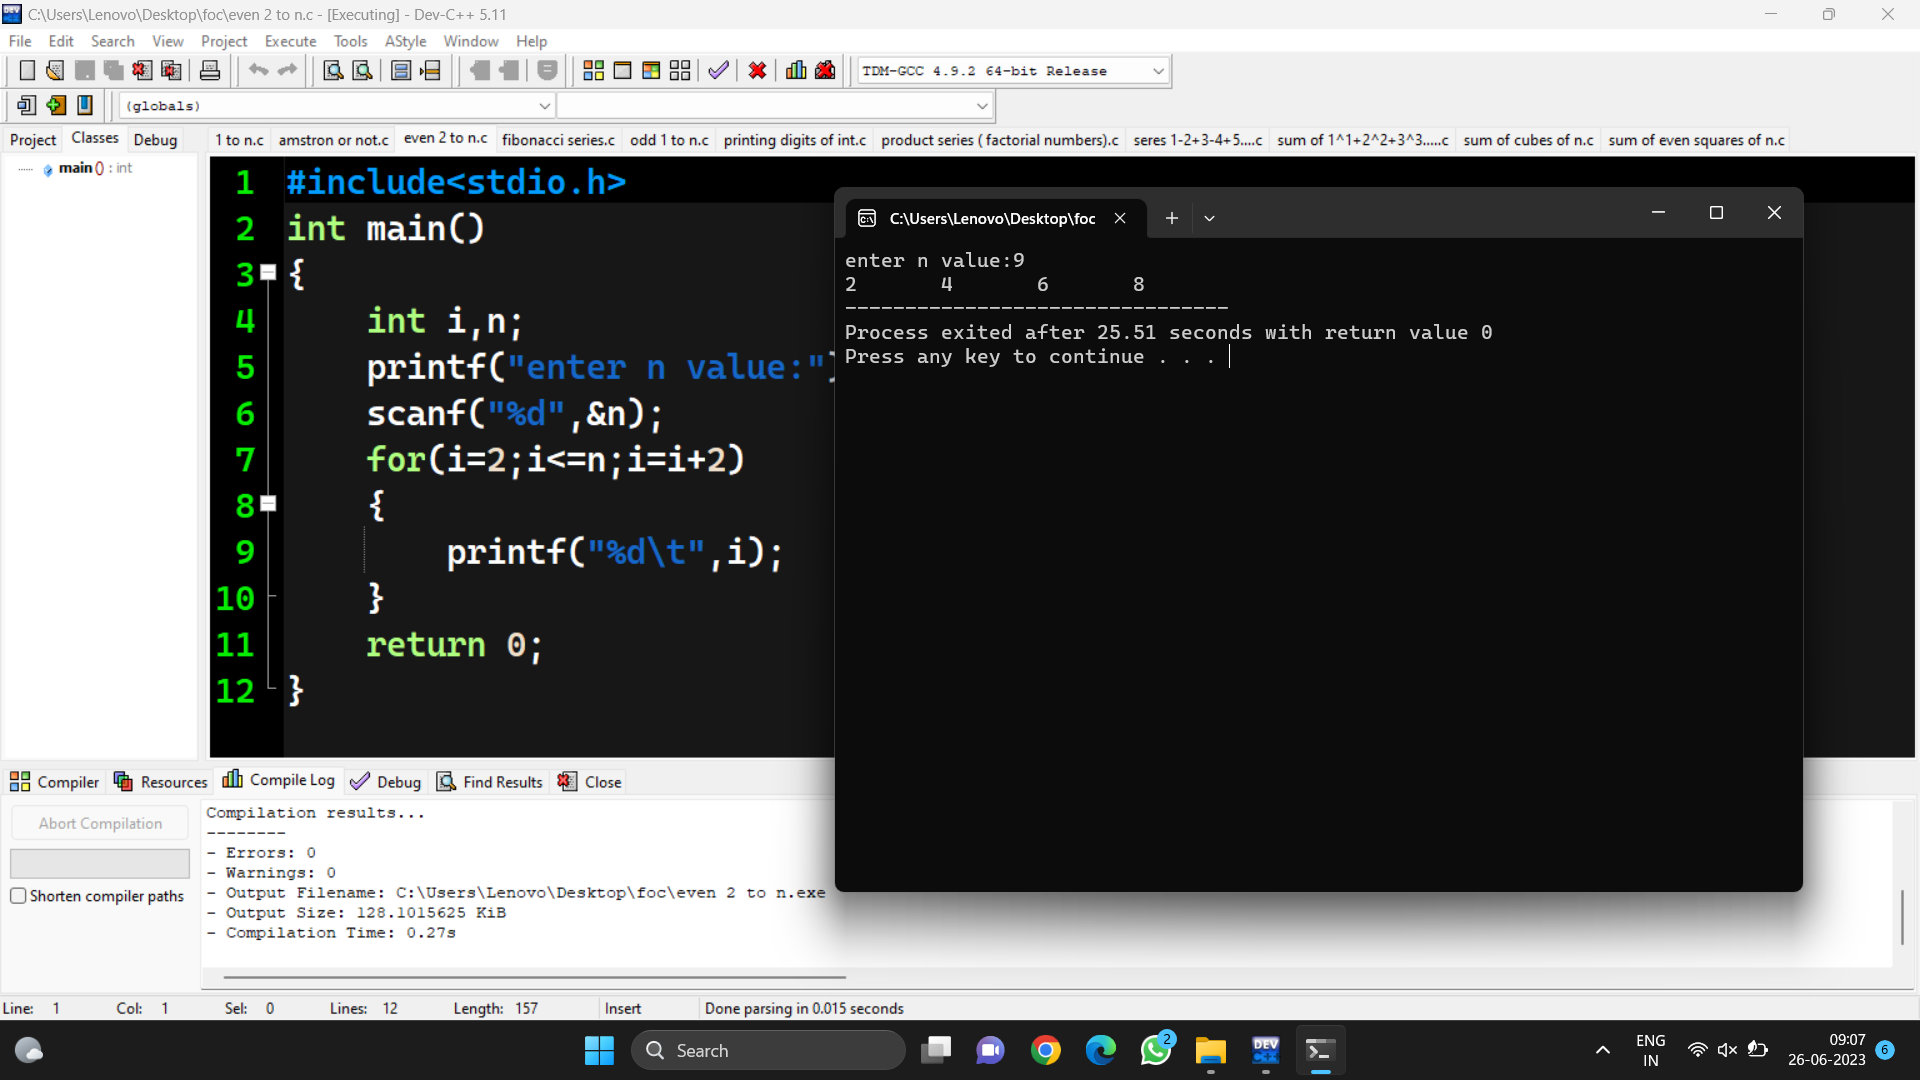 C:\Users\Lenovo\Desktop\foc\even 2 to n.c - [Executing] - Dev-C++ 5.11
File Edit Search View Project Execute Tools AStyle Window Help
TDM-GCC 4.9.2 64-bit Release
(globals)
Project Classes Debug
1 to n.c amstron or not.c even 2 to n.c fibonacci series.c odd 1 to n.c printing digits of int.c product series ( factorial numbers).c seres 1-2+3-4+5....c sum of 1^1+2^2+3^3.....c sum of cubes of n.c sum of even squares of n.c
main () : int
1 #include<stdio.h>
2 int main()
3 {
4 int i,n;
5 printf("enter n value:")
6 scanf("%d",&n);
7 for(i=2;i<=n;i=i+2)
8 {
9 printf("%d\t",i);
10 }
11 return 0;
12 }
C:\Users\Lenovo\Desktop\foc
enter n value:9
2 4 6 8
--------------------------------
Process exited after 25.51 seconds with return value 0
Press any key to continue . . .
Compiler Resources Compile Log Debug Find Results Close
Abort Compilation
Shorten compiler paths
Compilation results...
--------
- Errors: 0
- Warnings: 0
- Output Filename: C:\Users\Lenovo\Desktop\foc\even 2 to n.exe
- Output Size: 128.1015625 KiB
- Compilation Time: 0.27s
Line: 1 Col: 1 Sel: 0 Lines: 12 Length: 157 Insert Done parsing in 0.015 seconds
Search
DEV
C++
2
ENG
IN
09:07
26-06-2023
6